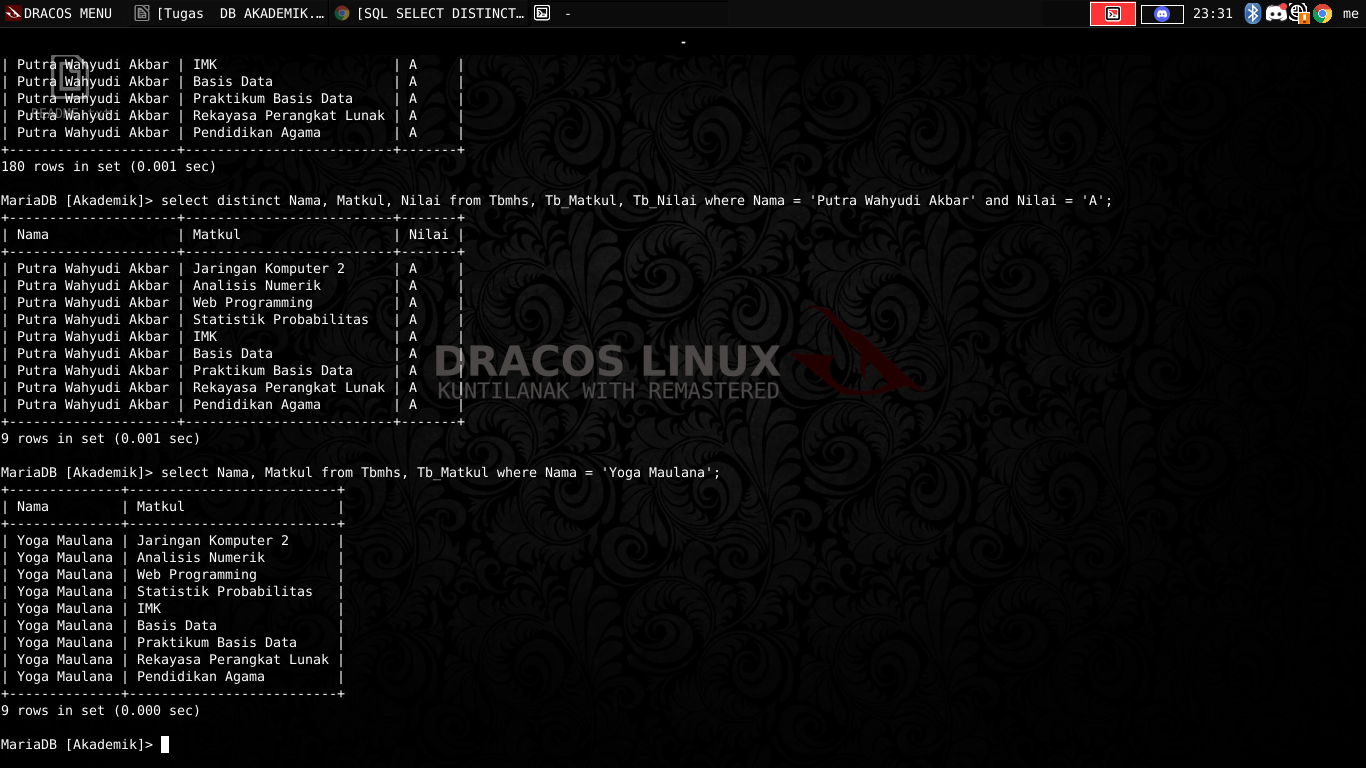 DRACOS MENU [Tugas  DB AKADEMIK.... [SQL SELECT DISTINCT... - 23:31 me
-
| Putra Wahyudi Akbar | IMK                      | A     |
| Putra Wahyudi Akbar | Basis Data               | A     |
| Putra Wahyudi Akbar | Praktikum Basis Data     | A     |
| Putra Wahyudi Akbar | Rekayasa Perangkat Lunak | A     |
| Putra Wahyudi Akbar | Pendidikan Agama         | A     |
+---------------------+--------------------------+-------+
180 rows in set (0.001 sec)
MariaDB [Akademik]> select distinct Nama, Matkul, Nilai from Tbmhs, Tb_Matkul, Tb_Nilai where Nama = 'Putra Wahyudi Akbar' and Nilai = 'A';
+---------------------+--------------------------+-------+
| Nama                | Matkul                   | Nilai |
+---------------------+--------------------------+-------+
| Putra Wahyudi Akbar | Jaringan Komputer 2      | A     |
| Putra Wahyudi Akbar | Analisis Numerik         | A     |
| Putra Wahyudi Akbar | Web Programming          | A     |
| Putra Wahyudi Akbar | Statistik Probabilitas   | A     |
| Putra Wahyudi Akbar | IMK                      | A     |
| Putra Wahyudi Akbar | Basis Data               | A     |
| Putra Wahyudi Akbar | Praktikum Basis Data     | A     |
| Putra Wahyudi Akbar | Rekayasa Perangkat Lunak | A     |
| Putra Wahyudi Akbar | Pendidikan Agama         | A     |
+---------------------+--------------------------+-------+
9 rows in set (0.001 sec)
DRACOS LINUX
KUNTILANAK WITH REMASTERED
MariaDB [Akademik]> select Nama, Matkul from Tbmhs, Tb_Matkul where Nama = 'Yoga Maulana';
+--------------+--------------------------+
| Nama         | Matkul                   |
+--------------+--------------------------+
| Yoga Maulana | Jaringan Komputer 2      |
| Yoga Maulana | Analisis Numerik         |
| Yoga Maulana | Web Programming          |
| Yoga Maulana | Statistik Probabilitas   |
| Yoga Maulana | IMK                      |
| Yoga Maulana | Basis Data               |
| Yoga Maulana | Praktikum Basis Data     |
| Yoga Maulana | Rekayasa Perangkat Lunak |
| Yoga Maulana | Pendidikan Agama         |
+--------------+--------------------------+
9 rows in set (0.000 sec)
MariaDB [Akademik]>